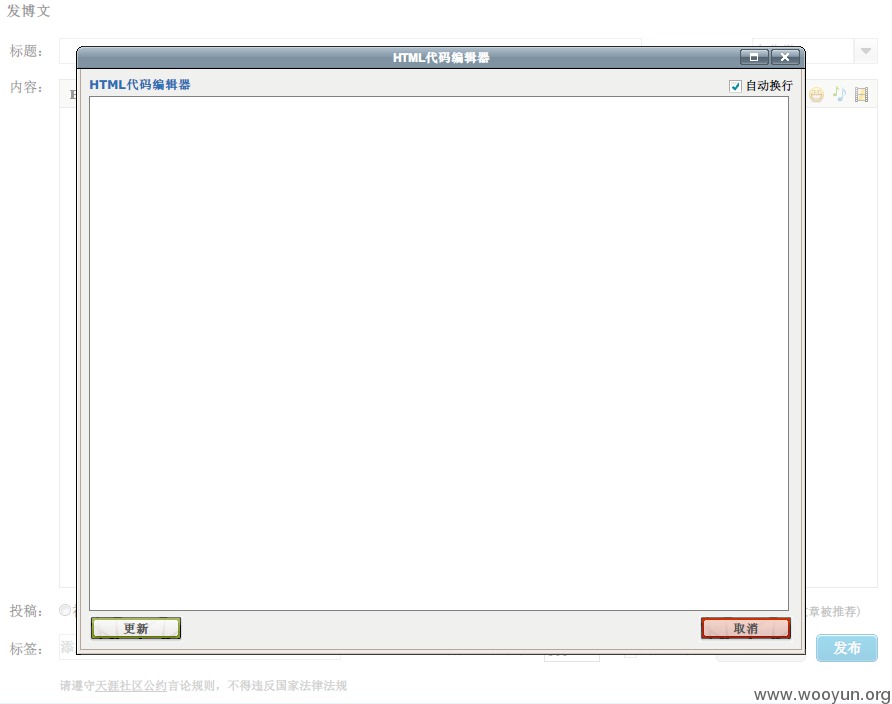 发博文
标题:
HTML代码编辑器
HTML代码编辑器
自动换行
内容:
更新
取消
投稿:
章被推荐)
标签:
添
发布
请遵守天涯社区公约言论规则，不得违反国家法律法规
www.wooyun.org